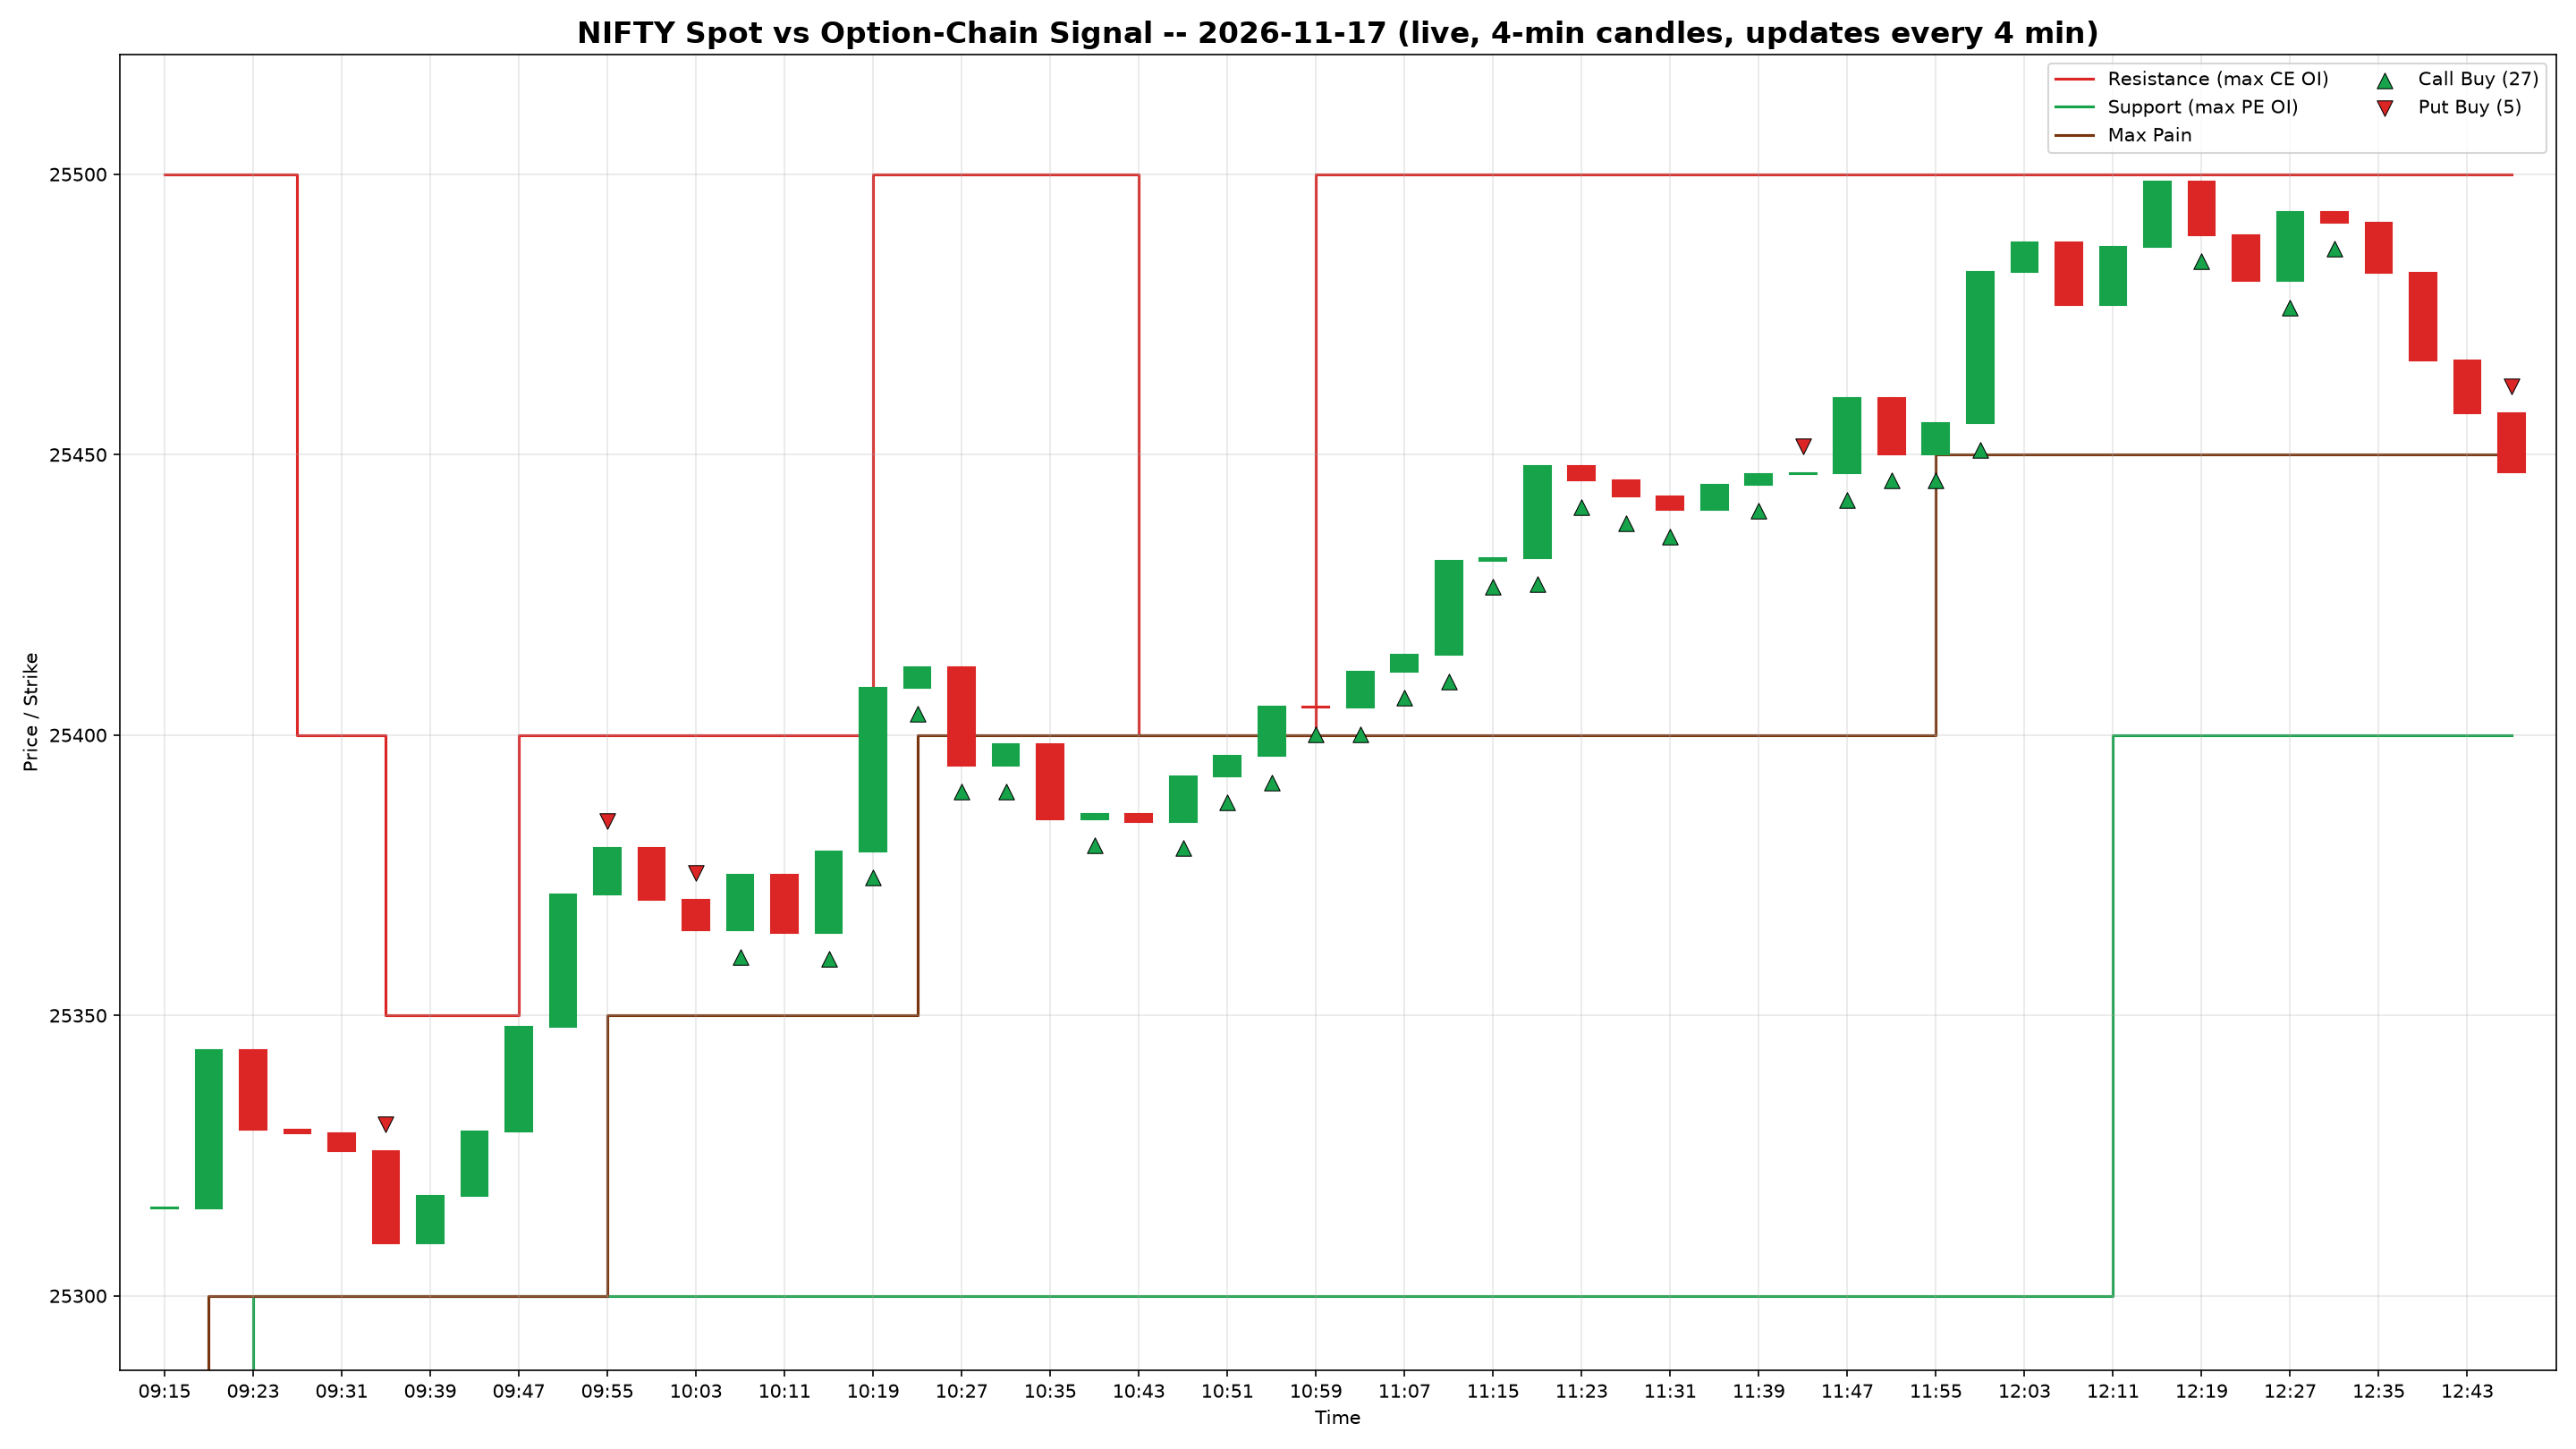 NIFTY Spot vs Option-Chain Signal -- 2026-11-17 (live, 4-min candles, updates every 4 min)
Resistance (max CE OI)
Support (max PE OI)
Max Pain
Call Buy (27)
Put Buy (5)
Price / Strike
25500
25450
25400
25350
25300
09:15 09:23 09:31 09:39 09:47 09:55 10:03 10:11 10:19 10:27 10:35 10:43 10:51 10:59 11:07 11:15 11:23 11:31 11:39 11:47 11:55 12:03 12:11 12:19 12:27 12:35 12:43
Time